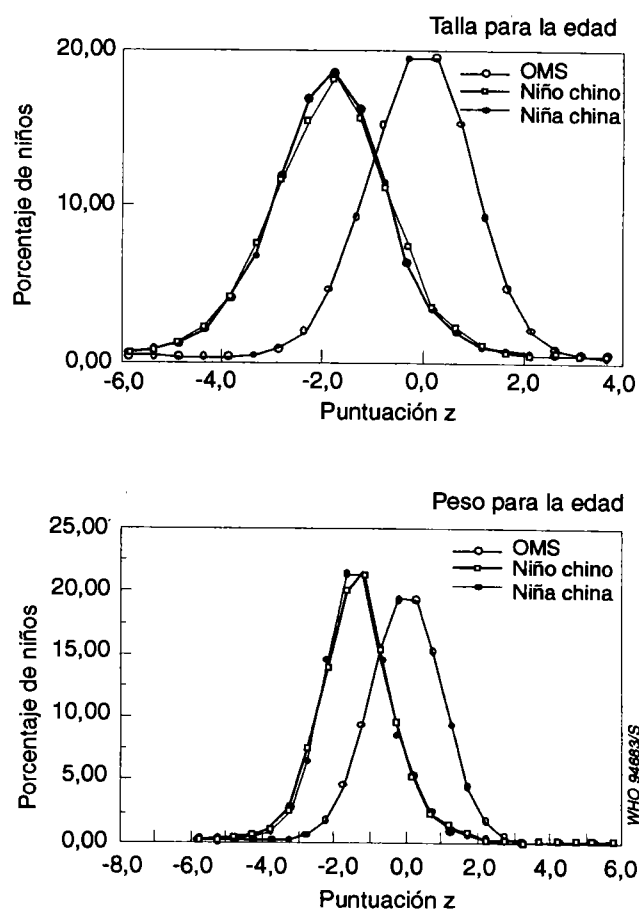 Talla para la edad
20,00
OMS
Niño chino
Niña china
Porcentaje de niños
10,00
0,00
-6,0 -4,0 -2,0 0,0 2,0 4,0
Puntuación z
Peso para la edad
25,00
OMS
Niño chino
Niña china
20,00
Porcentaje de niños
15,00
10,00
5,00
0,00
-8,0 -6,0 -4,0 -2,0 0,0 2,0 4,0 6,0
Puntuación z
WHO 94683/S